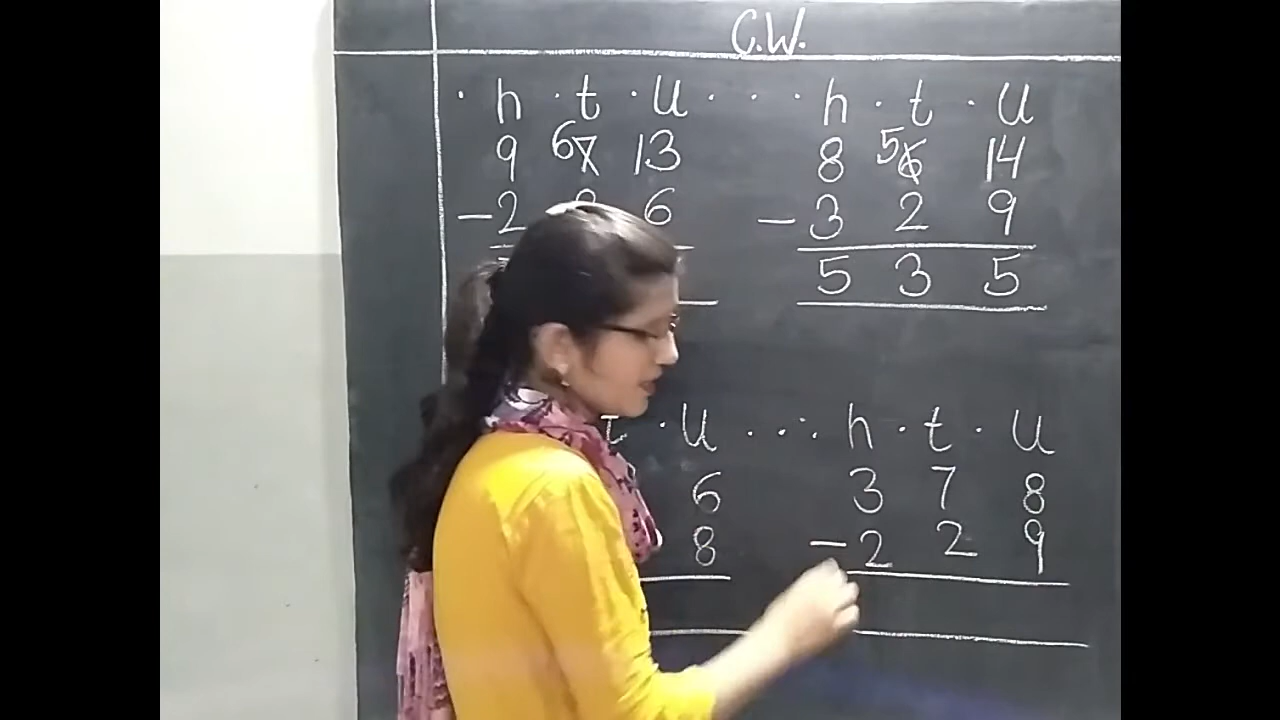 C.W.
· h · t · U · · · h · t · U
9 6 7 13 8 5 6 14
- 2 6 - 3 2 9
5 3 5
· U · · · · h · t · U
6 3 7 8
8 - 2 2 9